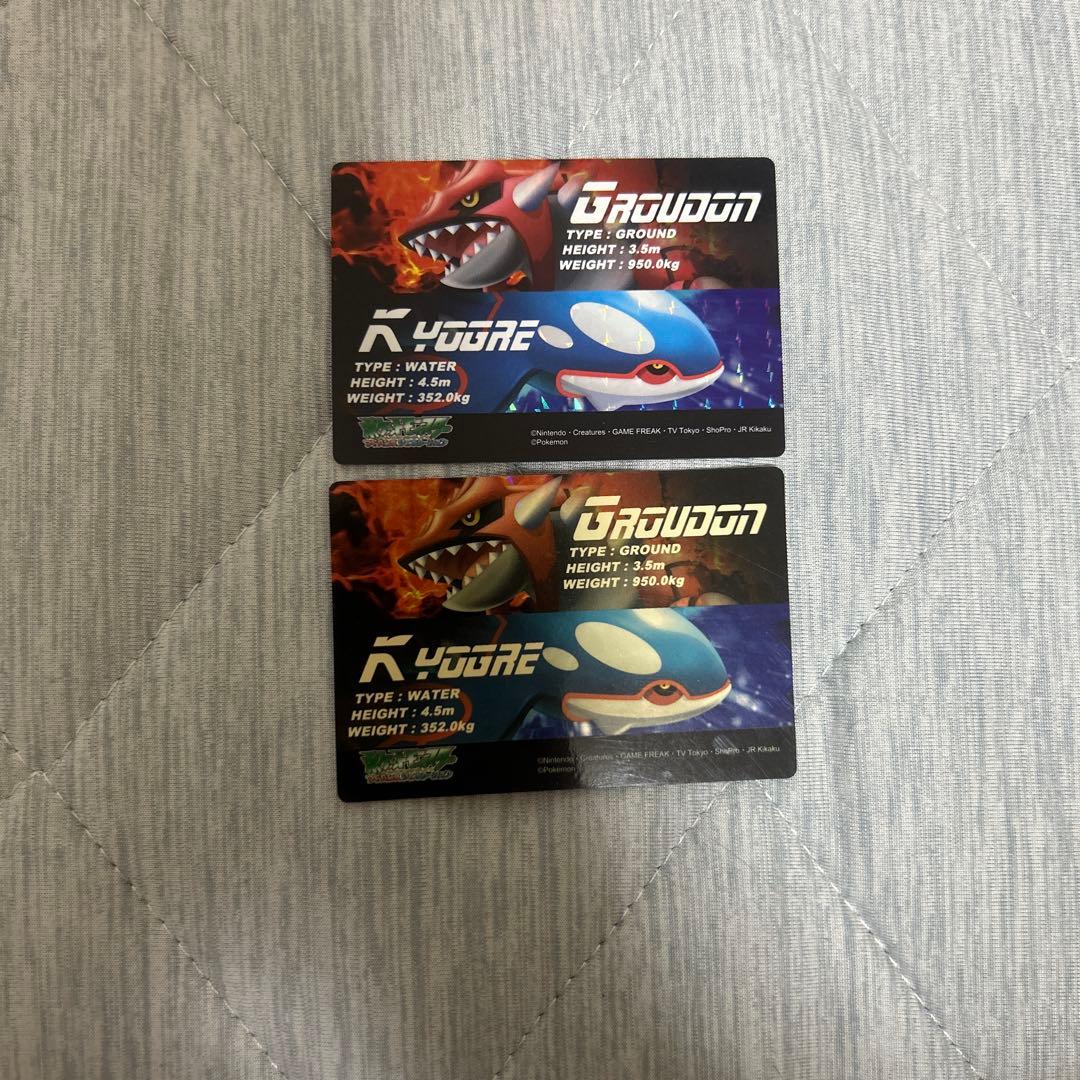 GROUDON
TYPE : GROUND
HEIGHT : 3.5m
WEIGHT : 950.0kg
KYOGRE
TYPE : WATER
HEIGHT : 4.5m
WEIGHT : 352.0kg
©Nintendo・Creatures・GAME FREAK・TV Tokyo・ShoPro・JR Kikaku
©Pokemon
GROUDON
TYPE : GROUND
HEIGHT : 3.5m
WEIGHT : 950.0kg
KYOGRE
TYPE : WATER
HEIGHT : 4.5m
WEIGHT : 352.0kg
©Nintendo・Creatures・GAME FREAK・TV Tokyo・ShoPro・JR Kikaku
©Pokemon